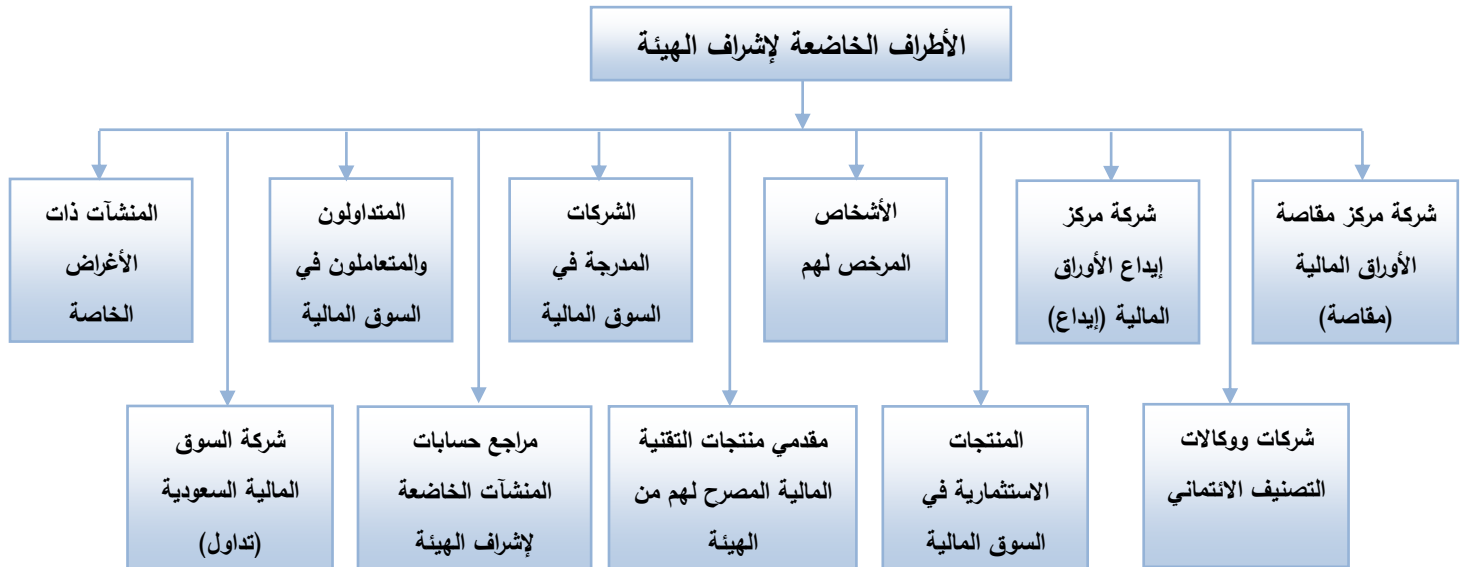 الأطراف الخاضعة لإشراف الهيئة
شركة مركز مقاصة
الأوراق المالية
(مقاصة)
شركة مركز
إيداع الأوراق
المالية (إيداع)
الأشخاص
المرخص لهم
الشركات
المدرجة في
السوق المالية
المتداولون
والمتعاملون في
السوق المالية
المنشآت ذات
الأغراض
الخاصة
شركات ووكالات
التصنيف الائتماني
المنتجات
الاستثمارية في
السوق المالية
مقدمي منتجات التقنية
المالية المصرح لهم من
الهيئة
مراجع حسابات
المنشآت الخاضعة
لإشراف الهيئة
شركة السوق
المالية السعودية
(تداول)